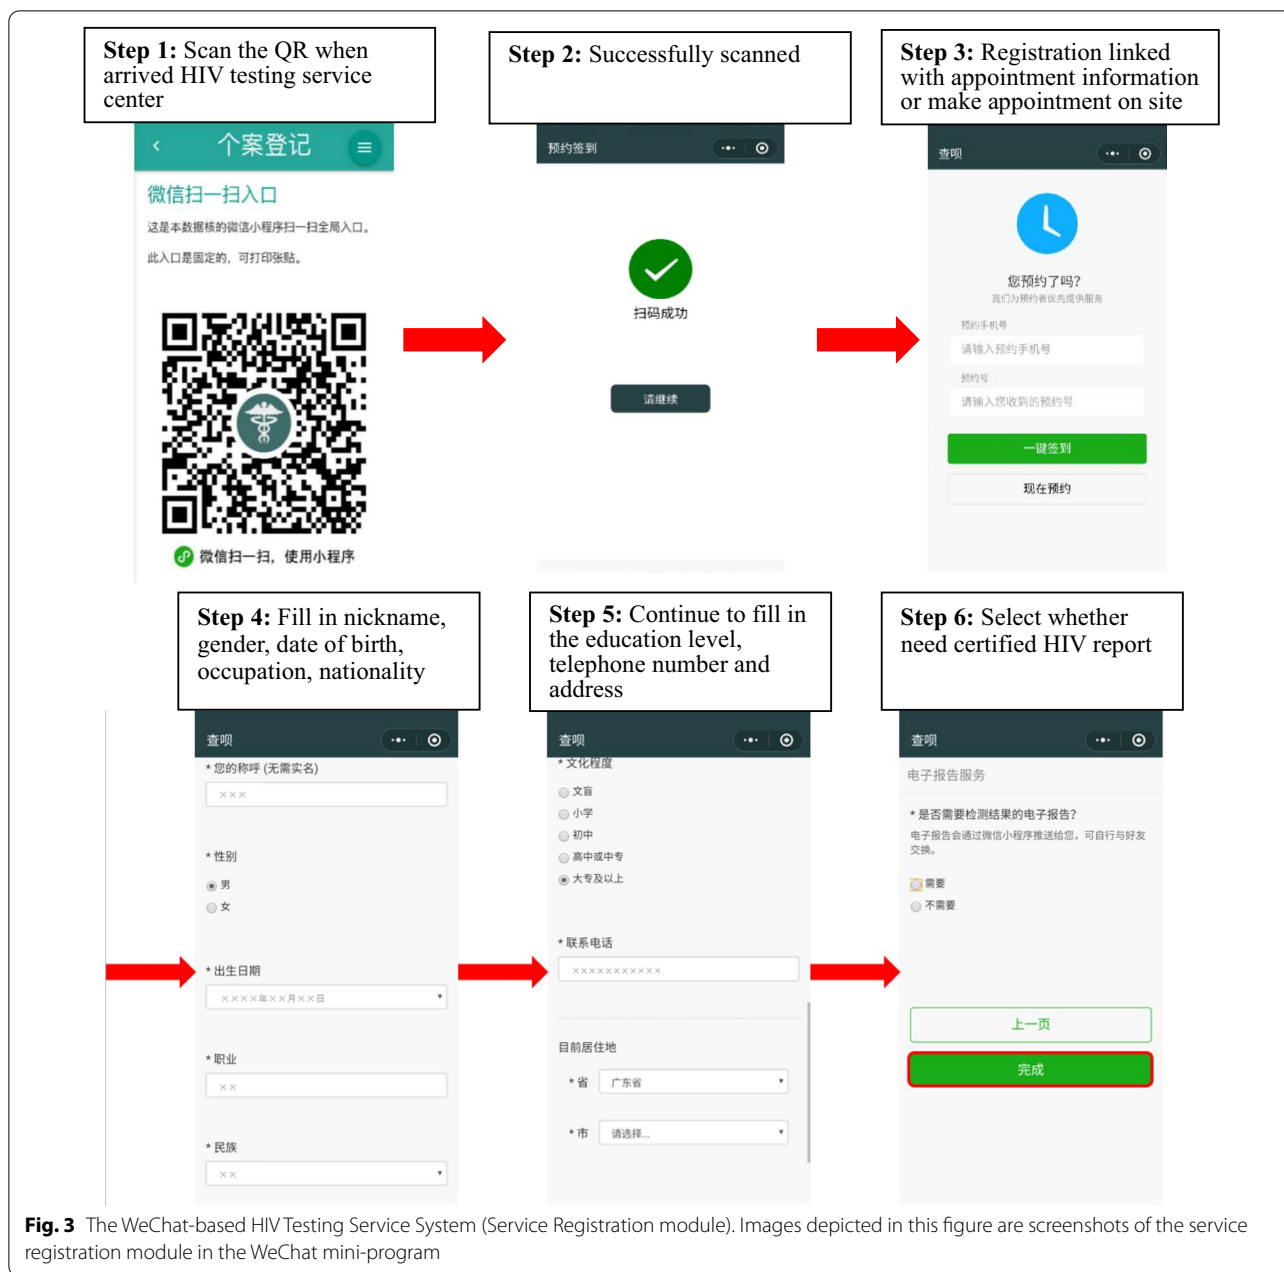 Step 1: Scan the QR when
arrived HIV testing service
center
Step 2: Successfully scanned
Step 3: Registration linked
with appointment information
or make appointment on site
个案登记
微信扫一扫入口
这是本数据核的微信小程序扫一扫全局入口。
此入口是固定的，可打印张贴。
微信扫一扫，使用小程序
预约签到
扫码成功
请继续
查呗
您预约了吗？
我们为预约者优先提供服务
预约手机号
请输入预约手机号
预约号
请输入您收到的预约号
一键签到
现在预约
Step 4: Fill in nickname,
gender, date of birth,
occupation, nationality
Step 5: Continue to fill in
the education level,
telephone number and
address
Step 6: Select whether
need certified HIV report
查呗
* 您的称呼 (无需实名)
×××
* 性别
男
女
* 出生日期
××××年××月××日
* 职业
××
* 民族
××
查呗
* 文化程度
文盲
小学
初中
高中或中专
大专及以上
* 联系电话
×××××××××××
目前居住地
* 省 广东省
* 市 请选择...
查呗
电子报告服务
* 是否需要检测结果的电子报告？
电子报告会通过微信小程序推送给您，可自行与好友
交换。
需要
不需要
上一页
完成
Fig. 3 The WeChat-based HIV Testing Service System (Service Registration module). Images depicted in this figure are screenshots of the service
registration module in the WeChat mini-program